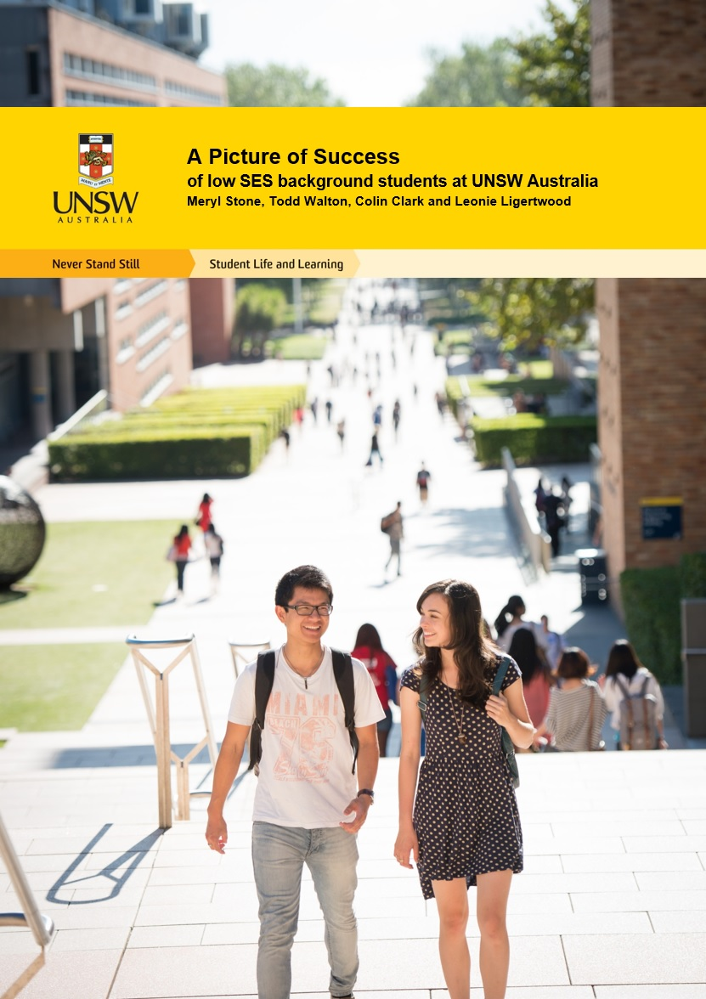 A Picture of Success
of low SES background students at UNSW Australia
Meryl Stone, Todd Walton, Colin Clark and Leonie Ligertwood
MANU ET MENTE
UNSW
AUSTRALIA
Never Stand Still
Student Life and Learning
MIAMI